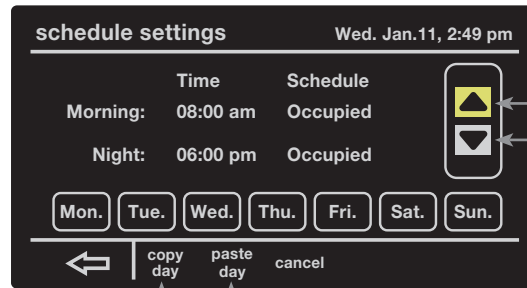 schedule settings Wed. Jan.11, 2:49 pm
Time Schedule
Morning: 08:00 am Occupied
Night: 06:00 pm Occupied
Mon. Tue. Wed. Thu. Fri. Sat. Sun.
copy day paste day cancel